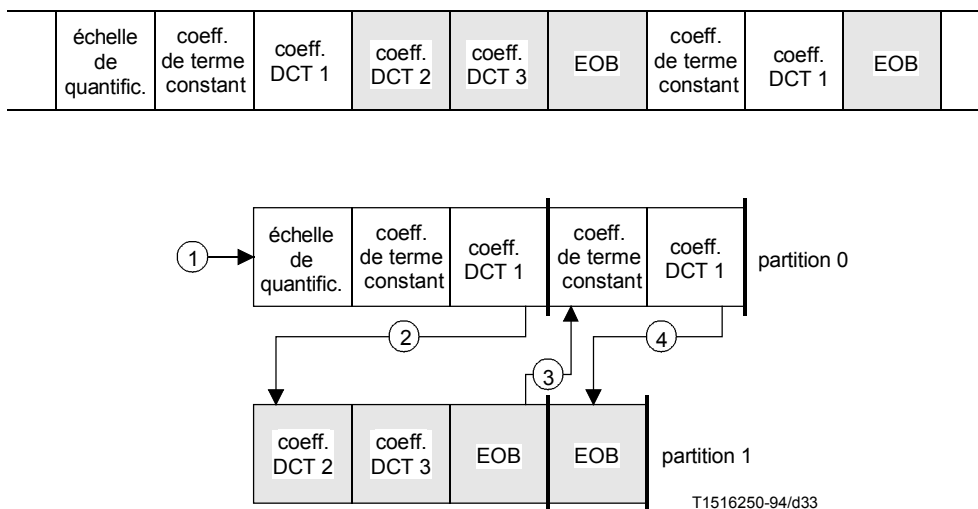 échelle
de
quantific.
coeff.
de terme
constant
coeff.
DCT 1
coeff.
DCT 2
coeff.
DCT 3
EOB
coeff.
de terme
constant
coeff.
DCT 1
EOB
1
échelle
de
quantific.
coeff.
de terme
constant
coeff.
DCT 1
coeff.
de terme
constant
coeff.
DCT 1
partition 0
2
3
4
coeff.
DCT 2
coeff.
DCT 3
EOB
EOB
partition 1
T1516250-94/d33